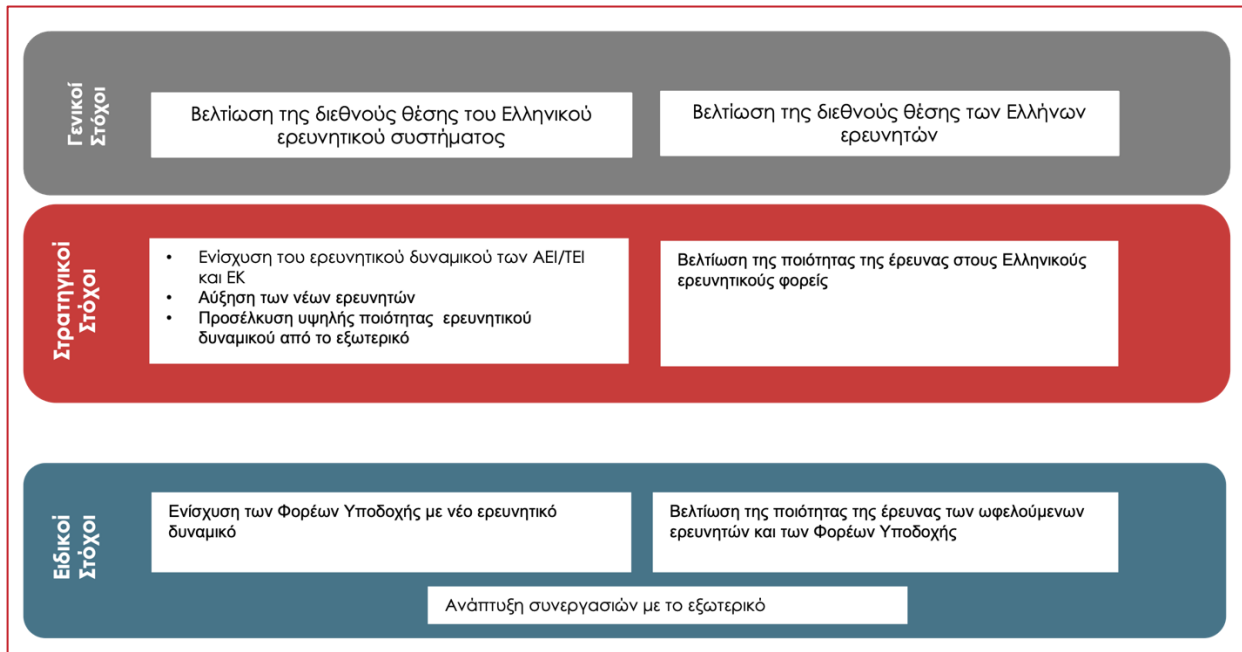 Γενικοί
Στόχοι
Βελτίωση της διεθνούς θέσης του Ελληνικού
ερευνητικού συστήματος
Βελτίωση της διεθνούς θέσης των Ελλήνων
ερευνητών
Στρατηγικοί
Στόχοι
• Ενίσχυση του ερευνητικού δυναμικού των ΑΕΙ/ΤΕΙ
και ΕΚ
• Αύξηση των νέων ερευνητών
• Προσέλκυση υψηλής ποιότητας ερευνητικού
δυναμικού από το εξωτερικό
Βελτίωση της ποιότητας της έρευνας στους Ελληνικούς
ερευνητικούς φορείς
Ειδικοί
Στόχοι
Ενίσχυση των Φορέων Υποδοχής με νέο ερευνητικό
δυναμικό
Βελτίωση της ποιότητας της έρευνας των ωφελούμενων
ερευνητών και των Φορέων Υποδοχής
Ανάπτυξη συνεργασιών με το εξωτερικό